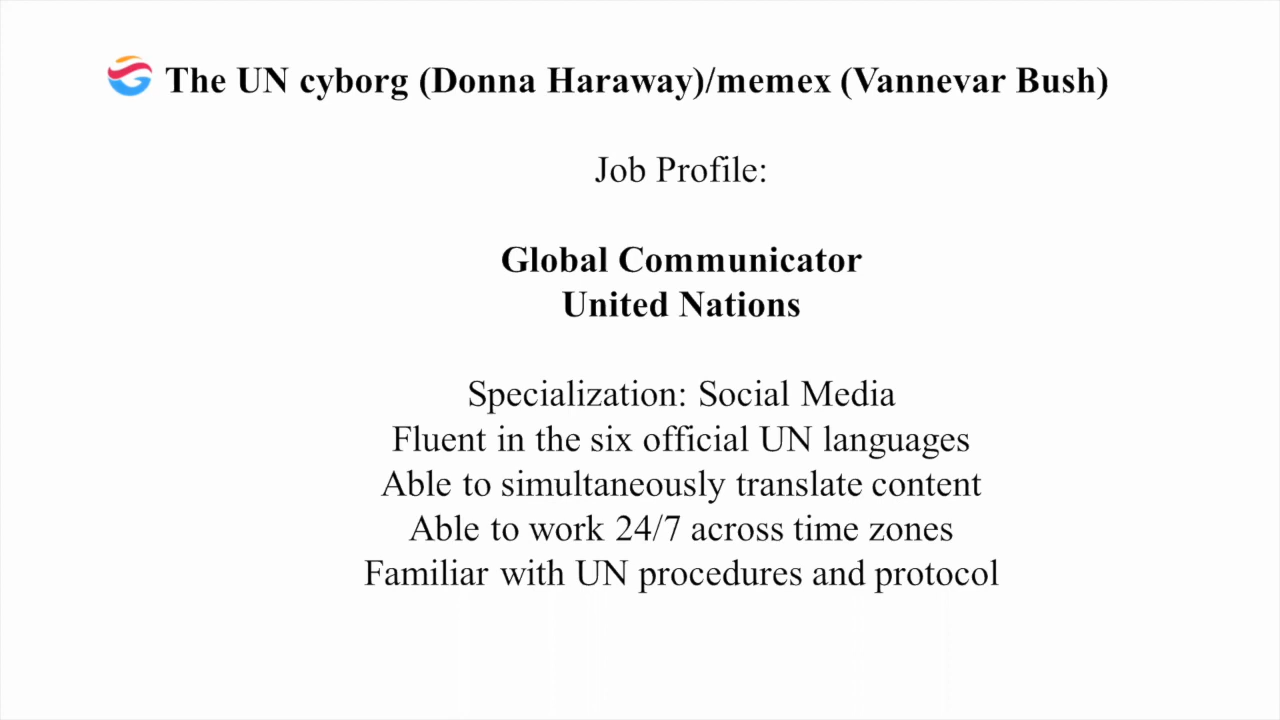 The UN cyborg (Donna Haraway)/memex (Vannevar Bush)
Job Profile:
Global Communicator
United Nations
Specialization: Social Media
Fluent in the six official UN languages
Able to simultaneously translate content
Able to work 24/7 across time zones
Familiar with UN procedures and protocol